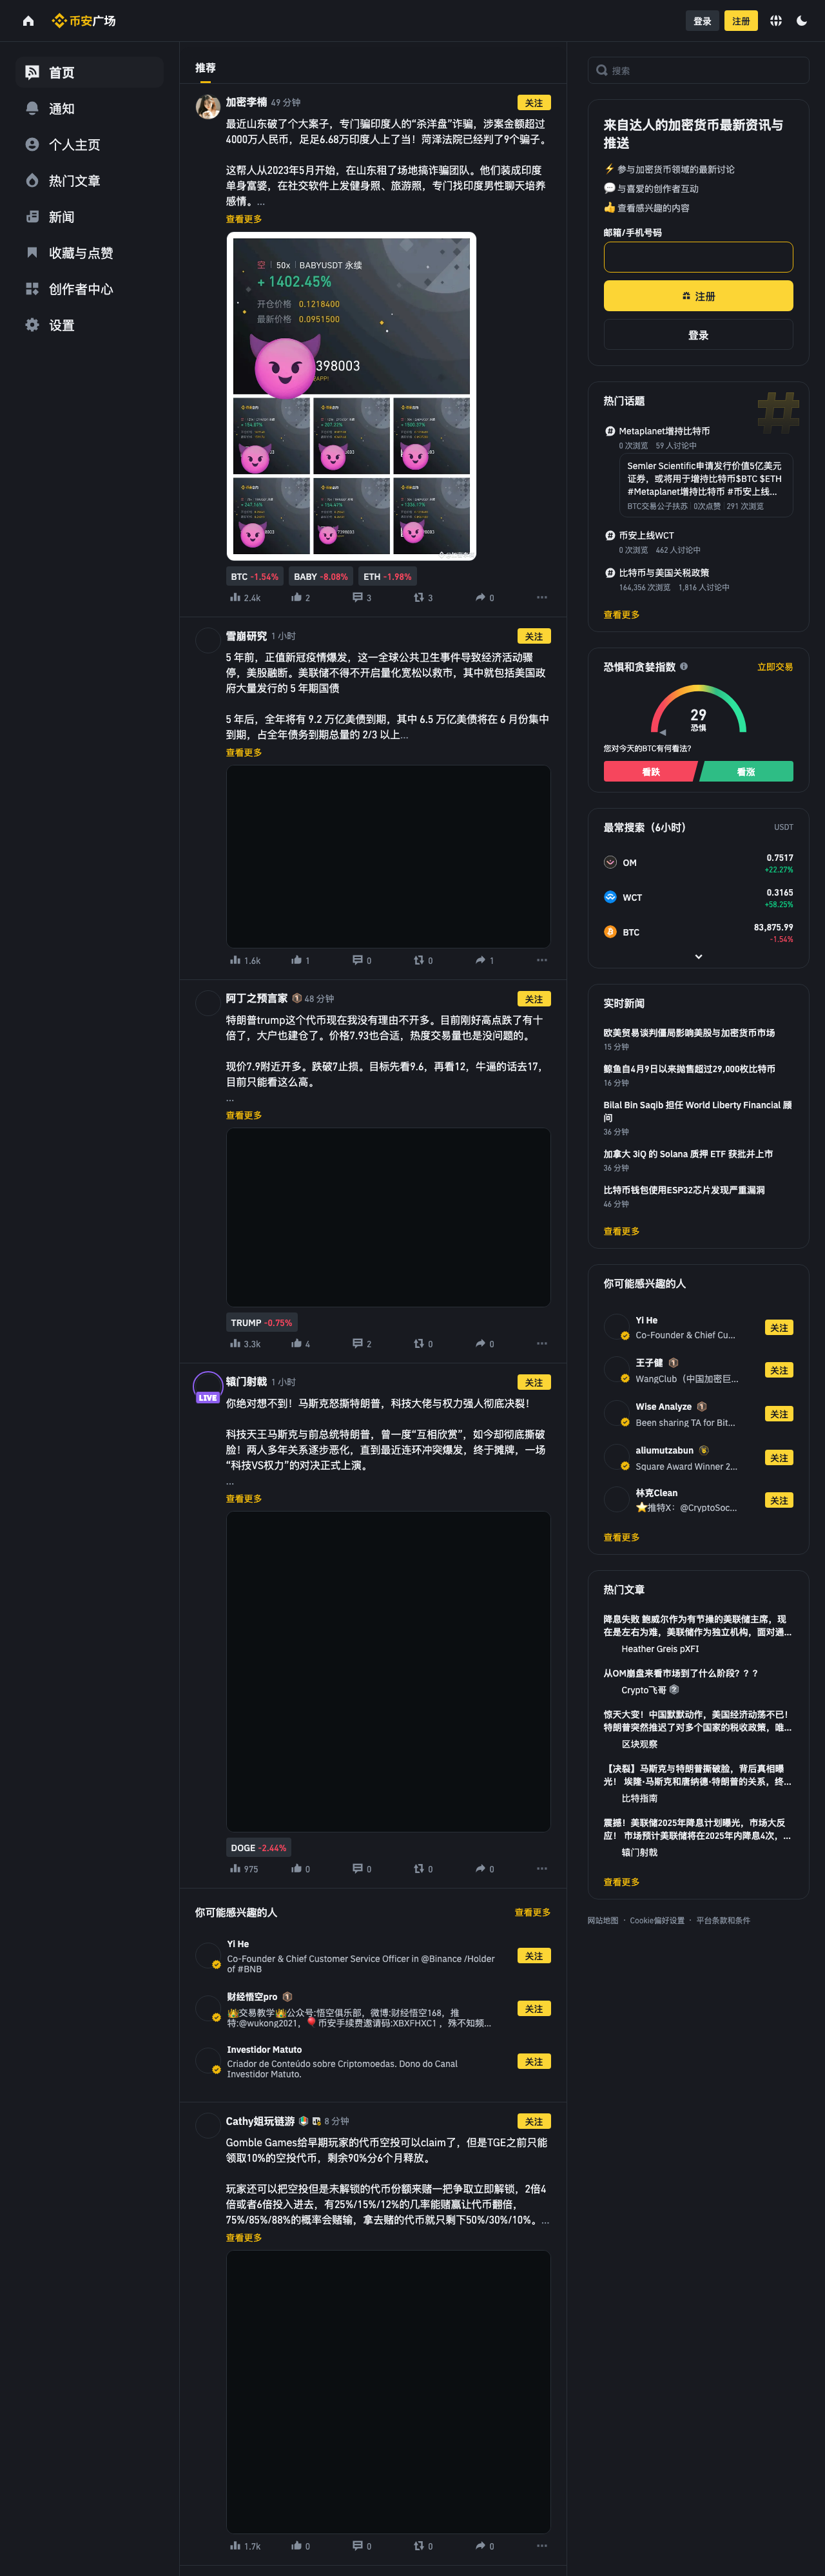 币安广场
登录
注册
首页
通知
个人主页
热门文章
新闻
收藏与点赞
创作者中心
设置
推荐
加密李楠 49 分钟
关注
最近山东破了个大案子，专门骗印度人的“杀洋盘”诈骗，涉案金额超过
4000万人民币，足足6.68万印度人上了当！菏泽法院已经判了9个骗子。
这帮人从2023年5月开始，在山东租了场地搞诈骗团队。他们装成印度
单身富婆，在社交软件上发健身照、旅游照，专门找印度男性聊天培养
感情。...
查看更多
空 50x BABYUSDT 永续
+ 1402.45%
开仓价格 0.1218400
最新价格 0.0951500
398003
BTC -1.54%
BABY -8.08%
ETH -1.98%
2.4k 2 3 3 0
雪崩研究 1 小时
关注
5 年前，正值新冠疫情爆发，这一全球公共卫生事件导致经济活动骤
停，美股融断。美联储不得不开启量化宽松以救市，其中就包括美国政
府大量发行的 5 年期国债
5 年后，全年将有 9.2 万亿美债到期，其中 6.5 万亿美债将在 6 月份集中
到期，占全年债务到期总量的 2/3 以上...
查看更多
1.6k 1 0 0 1
阿丁之预言家 48 分钟
关注
特朗普trump这个代币现在我没有理由不开多。目前刚好高点跌了有十
倍了，大户也建仓了。价格7.93也合适，热度交易量也是没问题的。
现价7.9附近开多。跌破7止损。目标先看9.6，再看12，牛逼的话去17，
目前只能看这么高。
...
查看更多
TRUMP -0.75%
3.3k 4 2 0 0
辕门射戟 1 小时
LIVE
关注
你绝对想不到！马斯克怒撕特朗普，科技大佬与权力强人彻底决裂！
科技天王马斯克与前总统特朗普，曾一度“互相欣赏”，如今却彻底撕破
脸！两人多年关系逐步恶化，直到最近连环冲突爆发，终于摊牌，一场
“科技VS权力”的对决正式上演。
...
查看更多
DOGE -2.44%
975 0 0 0 0
你可能感兴趣的人
查看更多
Yi He
Co-Founder & Chief Customer Service Officer in @Binance /Holder
of #BNB
关注
财经悟空pro
👑交易教学👑公众号:悟空俱乐部，微博:财经悟空168，推
特:@wukong2021，🎈币安手续费邀请码:XBXFHXC1 ，殊不知频...
关注
Investidor Matuto
Criador de Conteúdo sobre Criptomoedas. Dono do Canal
Investidor Matuto.
关注
Cathy姐玩链游 8 分钟
关注
Gomble Games给早期玩家的代币空投可以claim了，但是TGE之前只能
领取10%的空投代币，剩余90%分6个月释放。
玩家还可以把空投但是未解锁的代币份额来赌一把争取立即解锁，2倍4
倍或者6倍投入进去，有25%/15%/12%的几率能赌赢让代币翻倍，
75%/85%/88%的概率会赌输，拿去赌的代币就只剩下50%/30%/10%。...
查看更多
1.7k 0 0 0 0
搜索
来自达人的加密货币最新资讯与
推送
⚡ 参与加密货币领域的最新讨论
💬 与喜爱的创作者互动
👍 查看感兴趣的内容
邮箱/手机号码
注册
登录
热门话题
Metaplanet增持比特币
0 次浏览 59 人讨论中
Semler Scientific申请发行价值5亿美元
证券，或将用于增持比特币$BTC $ETH
#Metaplanet增持比特币 #币安上线...
BTC交易公子扶苏 0次点赞 291 次浏览
币安上线WCT
0 次浏览 462 人讨论中
比特币与美国关税政策
164,356 次浏览 1,816 人讨论中
查看更多
恐惧和贪婪指数
立即交易
29
恐惧
您对今天的BTC有何看法?
看跌
看涨
最常搜索（6小时）
USDT
OM 0.7517
+22.27%
WCT 0.3165
+58.25%
BTC 83,875.99
-1.54%
实时新闻
欧美贸易谈判僵局影响美股与加密货币市场
15 分钟
鲸鱼自4月9日以来抛售超过29,000枚比特币
16 分钟
Bilal Bin Saqib 担任 World Liberty Financial 顾
问
36 分钟
加拿大 3iQ 的 Solana 质押 ETF 获批并上市
36 分钟
比特币钱包使用ESP32芯片发现严重漏洞
46 分钟
查看更多
你可能感兴趣的人
Yi He
Co-Founder & Chief Cu...
关注
王子健
WangClub（中国加密巨...
关注
Wise Analyze
Been sharing TA for Bit...
关注
aliumutzabun
Square Award Winner 2...
关注
林克Clean
⭐推特X：@CryptoSoc...
关注
查看更多
热门文章
降息失败 鲍威尔作为有节操的美联储主席，现
在是左右为难，美联储作为独立机构，面对通...
Heather Greis pXFI
从OM崩盘来看市场到了什么阶段？？？
Crypto飞哥
惊天大变！中国默默动作，美国经济动荡不已！
特朗普突然推迟了对多个国家的税收政策，唯...
区块观察
【决裂】马斯克与特朗普撕破脸，背后真相曝
光！ 埃隆·马斯克和唐纳德·特朗普的关系，终...
比特指南
震撼！美联储2025年降息计划曝光，市场大反
应！ 市场预计美联储将在2025年内降息4次，...
辕门射戟
查看更多
网站地图 · Cookie偏好设置 · 平台条款和条件